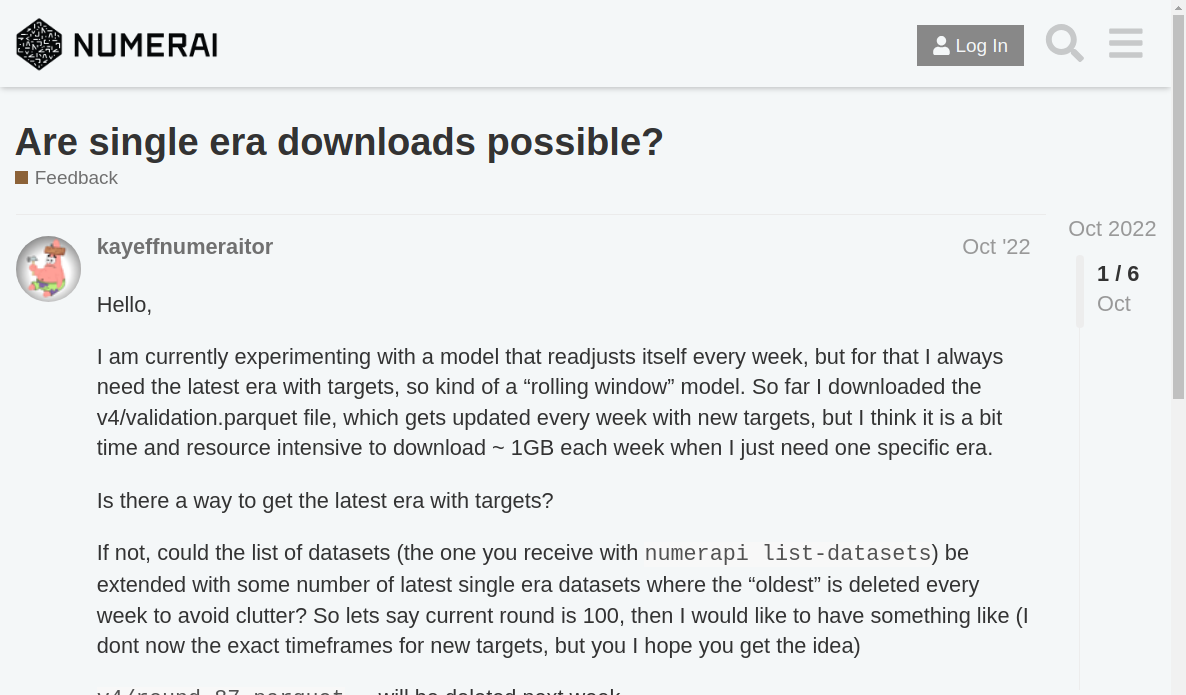 NUMERAI
Log In
Are single era downloads possible?
Feedback
Oct 2022
kayeffnumeraitor
Oct '22
1 / 6
Oct
Hello,
I am currently experimenting with a model that readjusts itself every week, but for that I always
need the latest era with targets, so kind of a “rolling window” model. So far I downloaded the
v4/validation.parquet file, which gets updated every week with new targets, but I think it is a bit
time and resource intensive to download ~ 1GB each week when I just need one specific era.
Is there a way to get the latest era with targets?
If not, could the list of datasets (the one you receive with numerapi list-datasets) be
extended with some number of latest single era datasets where the “oldest” is deleted every
week to avoid clutter? So lets say current round is 100, then I would like to have something like (I
dont now the exact timeframes for new targets, but you I hope you get the idea)
will be deleted next week